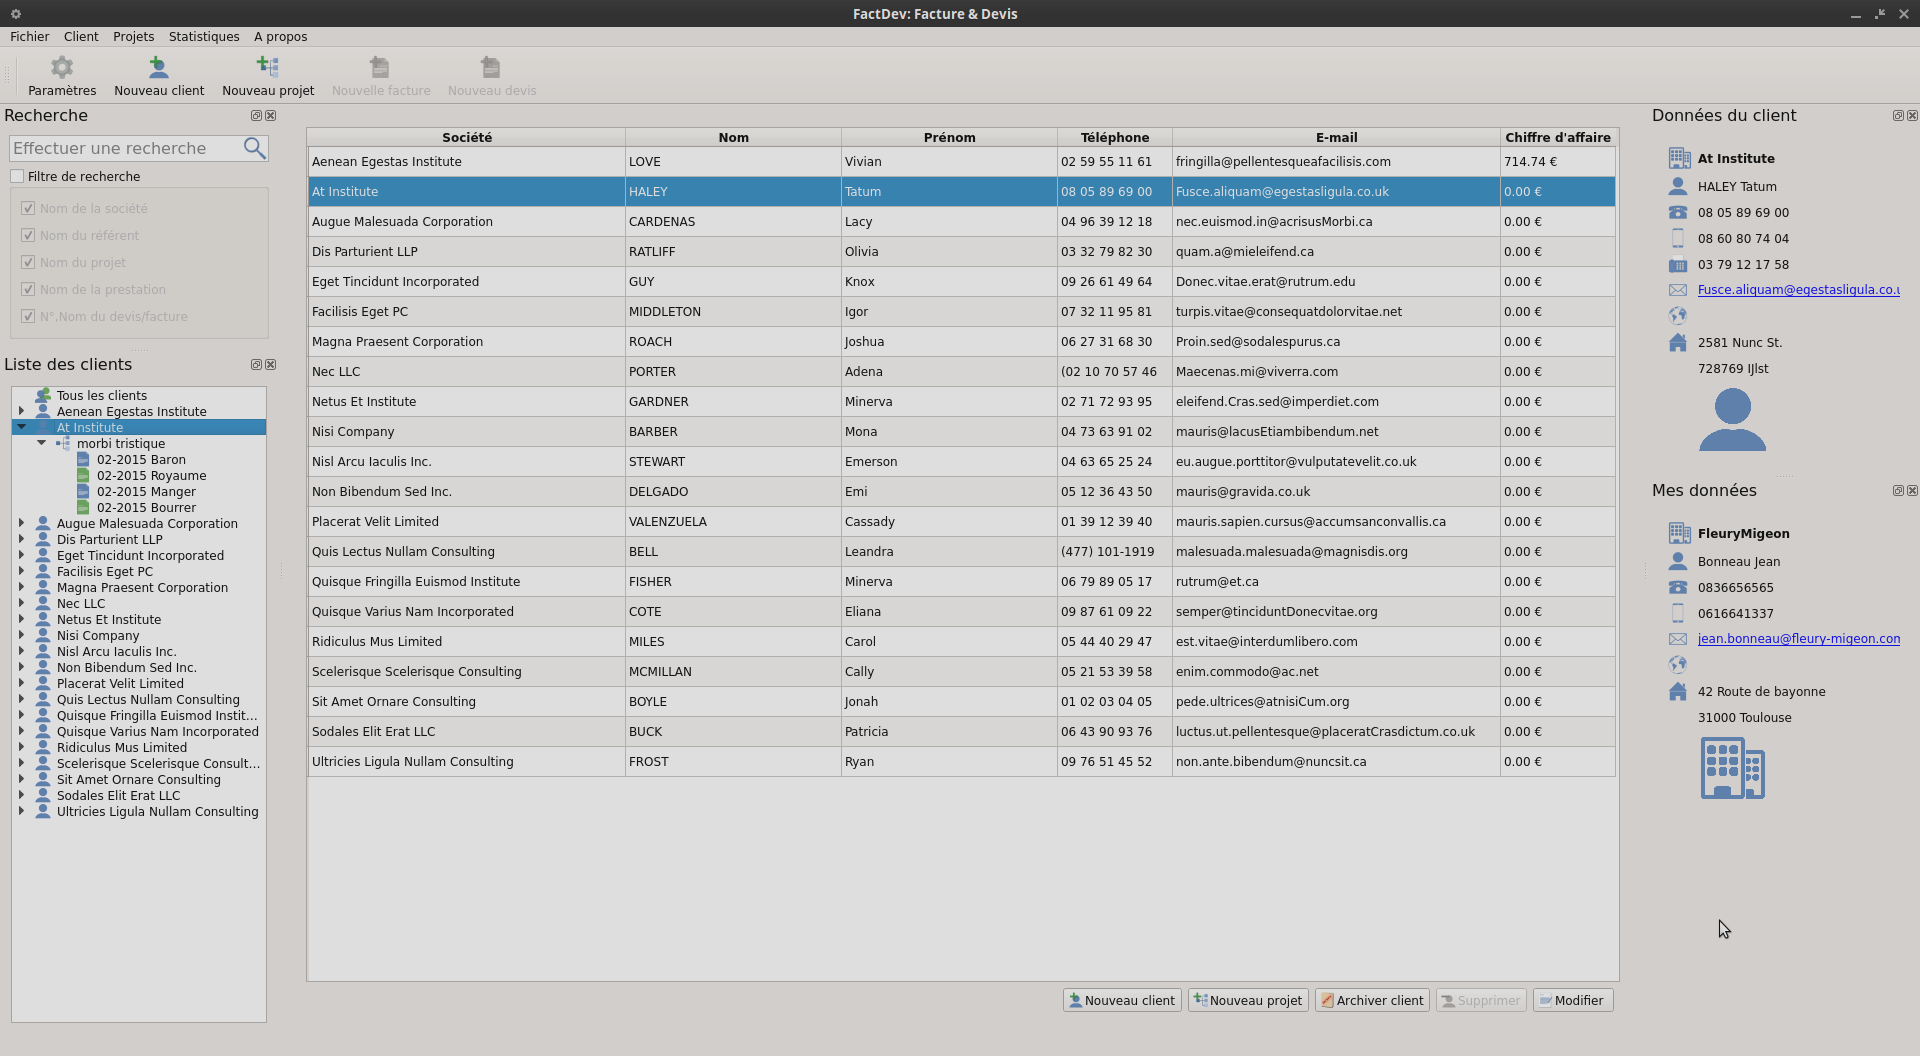 FactDev: Facture & Devis
Fichier Client Projets Statistiques A propos
Paramètres Nouveau client Nouveau projet Nouvelle facture Nouveau devis
Recherche
Effectuer une recherche
Filtre de recherche
Nom de la société
Nom du référent
Nom du projet
Nom de la prestation
N°,Nom du devis/facture
Liste des clients
Tous les clients
Aenean Egestas Institute
At Institute
morbi tristique
02-2015 Baron
02-2015 Royaume
02-2015 Manger
02-2015 Bourrer
Augue Malesuada Corporation
Dis Parturient LLP
Eget Tincidunt Incorporated
Facilisis Eget PC
Magna Praesent Corporation
Nec LLC
Netus Et Institute
Nisi Company
Nisl Arcu Iaculis Inc.
Non Bibendum Sed Inc.
Placerat Velit Limited
Quis Lectus Nullam Consulting
Quisque Fringilla Euismod Instit...
Quisque Varius Nam Incorporated
Ridiculus Mus Limited
Scelerisque Scelerisque Consult...
Sit Amet Ornare Consulting
Sodales Elit Erat LLC
Ultricies Ligula Nullam Consulting
Société Nom Prénom Téléphone E-mail Chiffre d'affaire
Aenean Egestas Institute LOVE Vivian 02 59 55 11 61 fringilla@pellentesqueafacilisis.com 714.74 €
At Institute HALEY Tatum 08 05 89 69 00 Fusce.aliquam@egestasligula.co.uk 0.00 €
Augue Malesuada Corporation CARDENAS Lacy 04 96 39 12 18 nec.euismod.in@acrisusMorbi.ca 0.00 €
Dis Parturient LLP RATLIFF Olivia 03 32 79 82 30 quam.a@mieleifend.ca 0.00 €
Eget Tincidunt Incorporated GUY Knox 09 26 61 49 64 Donec.vitae.erat@rutrum.edu 0.00 €
Facilisis Eget PC MIDDLETON Igor 07 32 11 95 81 turpis.vitae@consequatdolorvitae.net 0.00 €
Magna Praesent Corporation ROACH Joshua 06 27 31 68 30 Proin.sed@sodalespurus.ca 0.00 €
Nec LLC PORTER Adena (02 10 70 57 46 Maecenas.mi@viverra.com 0.00 €
Netus Et Institute GARDNER Minerva 02 71 72 93 95 eleifend.Cras.sed@imperdiet.com 0.00 €
Nisi Company BARBER Mona 04 73 63 91 02 mauris@lacusEtiambibendum.net 0.00 €
Nisl Arcu Iaculis Inc. STEWART Emerson 04 63 65 25 24 eu.augue.porttitor@vulputatevelit.co.uk 0.00 €
Non Bibendum Sed Inc. DELGADO Emi 05 12 36 43 50 mauris@gravida.co.uk 0.00 €
Placerat Velit Limited VALENZUELA Cassady 01 39 12 39 40 mauris.sapien.cursus@accumsanconvallis.ca 0.00 €
Quis Lectus Nullam Consulting BELL Leandra (477) 101-1919 malesuada.malesuada@magnisdis.org 0.00 €
Quisque Fringilla Euismod Institute FISHER Minerva 06 79 89 05 17 rutrum@et.ca 0.00 €
Quisque Varius Nam Incorporated COTE Eliana 09 87 61 09 22 semper@tinciduntDonecvitae.org 0.00 €
Ridiculus Mus Limited MILES Carol 05 44 40 29 47 est.vitae@interdumlibero.com 0.00 €
Scelerisque Scelerisque Consulting MCMILLAN Cally 05 21 53 39 58 enim.commodo@ac.net 0.00 €
Sit Amet Ornare Consulting BOYLE Jonah 01 02 03 04 05 pede.ultrices@atnisiCum.org 0.00 €
Sodales Elit Erat LLC BUCK Patricia 06 43 90 93 76 luctus.ut.pellentesque@placeratCrasdictum.co.uk 0.00 €
Ultricies Ligula Nullam Consulting FROST Ryan 09 76 51 45 52 non.ante.bibendum@nuncsit.ca 0.00 €
Nouveau client Nouveau projet Archiver client Supprimer Modifier
Données du client
At Institute
HALEY Tatum
08 05 89 69 00
08 60 80 74 04
03 79 12 17 58
Fusce.aliquam@egestasligula.co.u
2581 Nunc St.
728769 IJlst
Mes données
FleuryMigeon
Bonneau Jean
0836656565
0616641337
jean.bonneau@fleury-migeon.com
42 Route de bayonne
31000 Toulouse